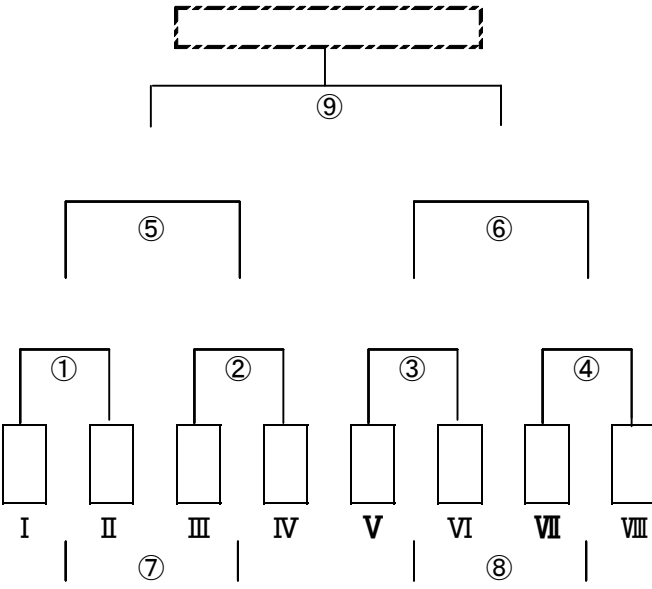 ⑨
⑤ ⑥
① ② ③ ④
Ⅰ Ⅱ Ⅲ Ⅳ Ⅴ Ⅵ Ⅶ Ⅷ
⑦ ⑧